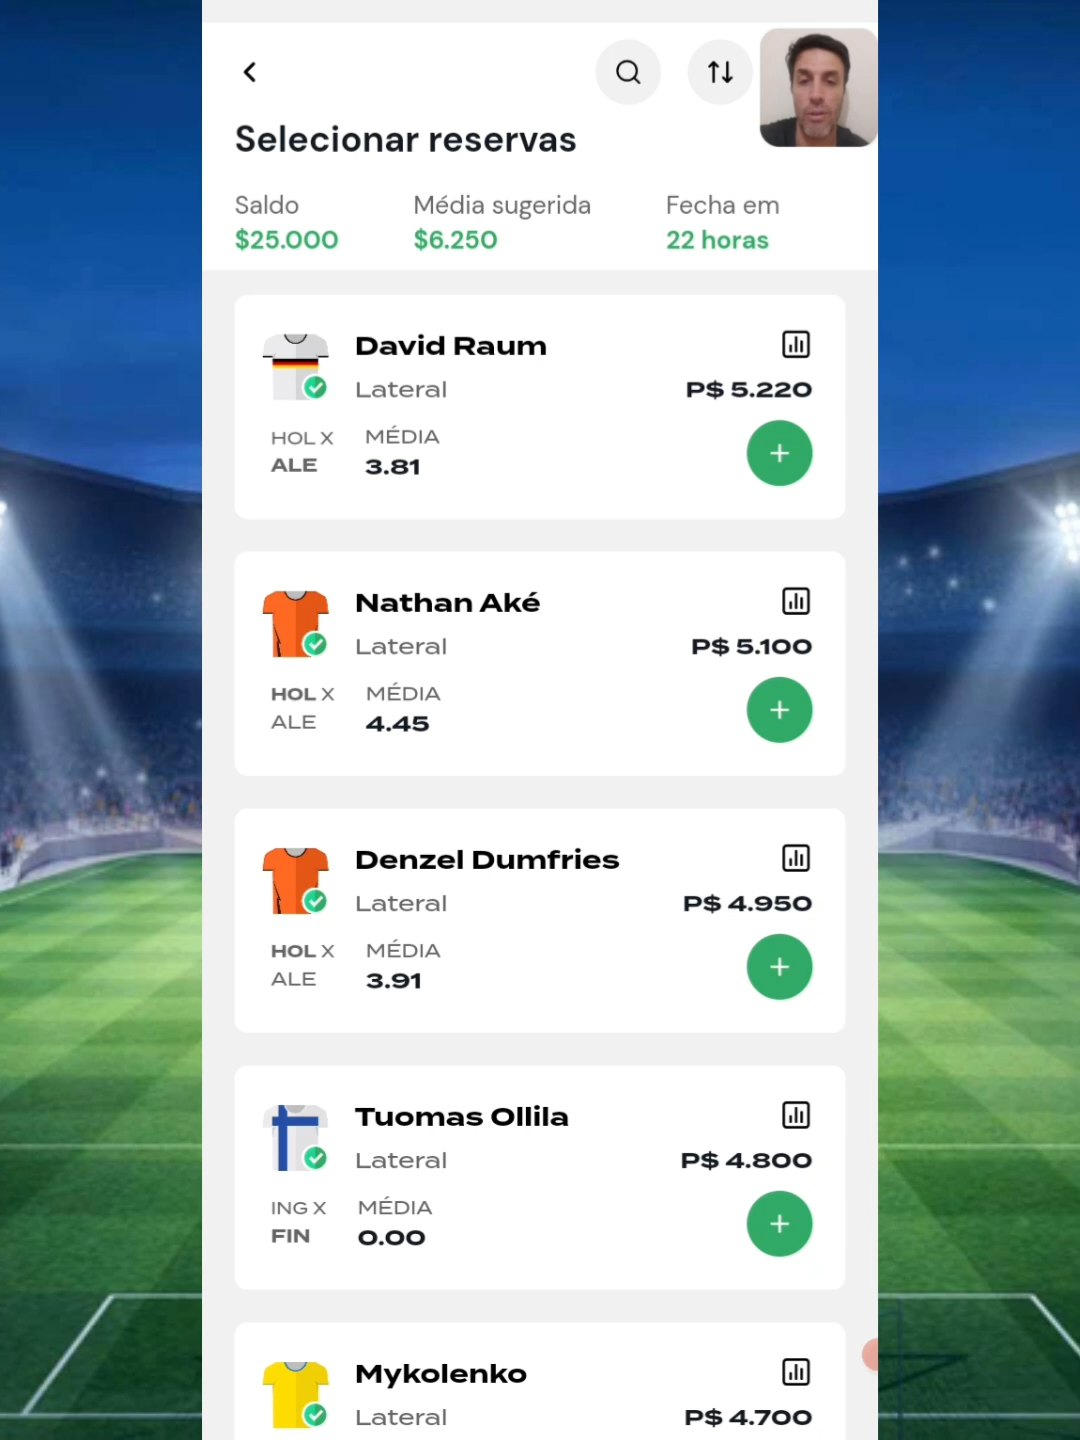 Selecionar reservas
Saldo
Média sugerida
Fecha em
$25.000
$6.250
22 horas
David Raum
Lateral
P$ 5.220
HOL X
MÉDIA
ALE
3.81
Nathan Aké
Lateral
P$ 5.100
HOL X
MÉDIA
ALE
4.45
Denzel Dumfries
Lateral
P$ 4.950
HOL X
MÉDIA
ALE
3.91
Tuomas Ollila
Lateral
P$ 4.800
ING X
MÉDIA
FIN
0.00
Mykolenko
Lateral
P$ 4.700